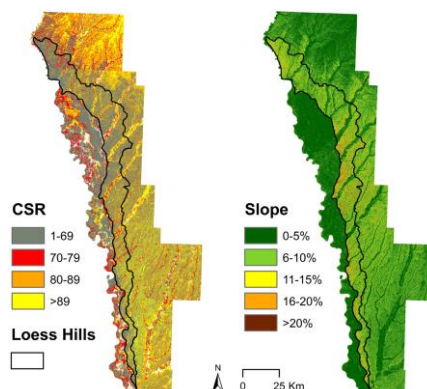 CSR
1-69
70-79
80-89
>89
Loess Hills
Slope
0-5%
6-10%
11-15%
16-20%
>20%
N
0 25 Km